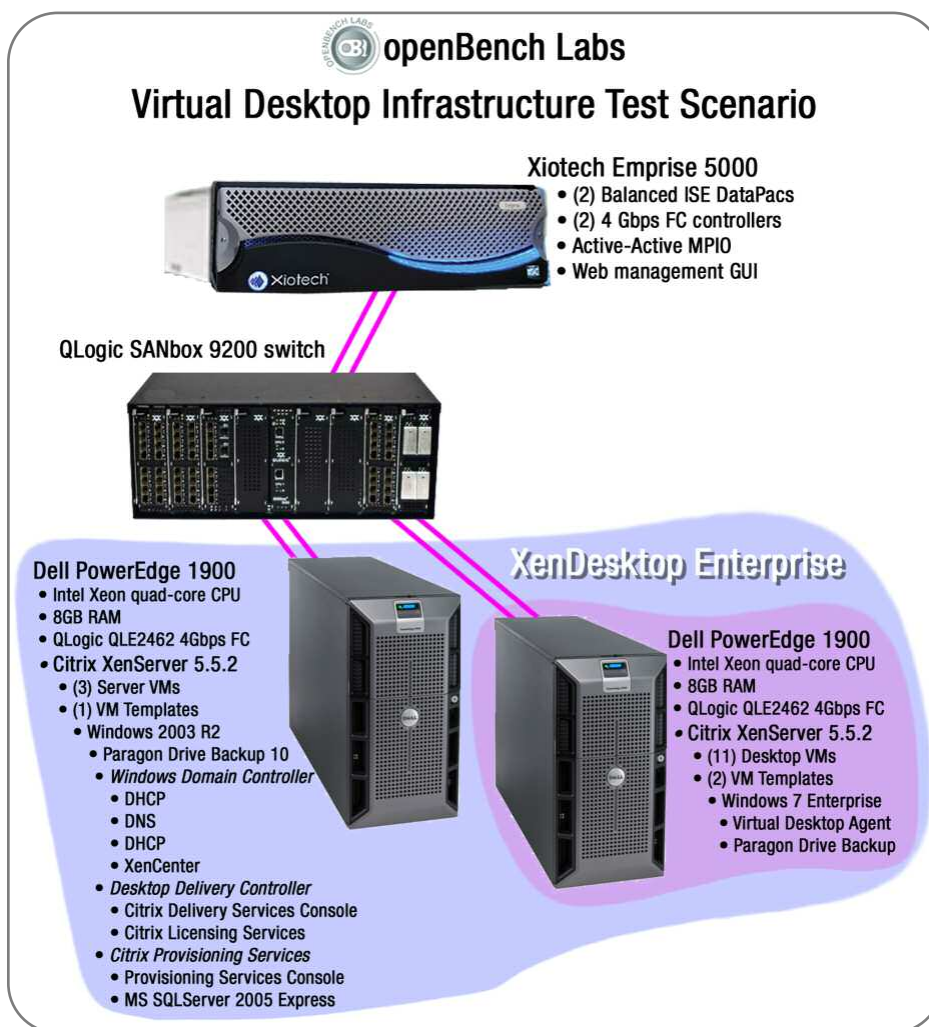 OPENBENCH LABS
OB!
openBench Labs
Virtual Desktop Infrastructure Test Scenario
Xiotech Emprise 5000
• (2) Balanced ISE DataPacs
• (2) 4 Gbps FC controllers
• Active-Active MPIO
• Web management GUI
Xiotech
QLogic SANbox 9200 switch
XenDesktop Enterprise
Dell PowerEdge 1900
• Intel Xeon quad-core CPU
• 8GB RAM
• QLogic QLE2462 4Gbps FC
• Citrix XenServer 5.5.2
• (3) Server VMs
• (1) VM Templates
• Windows 2003 R2
• Paragon Drive Backup 10
• Windows Domain Controller
• DHCP
• DNS
• DHCP
• XenCenter
• Desktop Delivery Controller
• Citrix Delivery Services Console
• Citrix Licensing Services
• Citrix Provisioning Services
• Provisioning Services Console
• MS SQLServer 2005 Express
Dell PowerEdge 1900
• Intel Xeon quad-core CPU
• 8GB RAM
• QLogic QLE2462 4Gbps FC
• Citrix XenServer 5.5.2
• (11) Desktop VMs
• (2) VM Templates
• Windows 7 Enterprise
• Virtual Desktop Agent
• Paragon Drive Backup